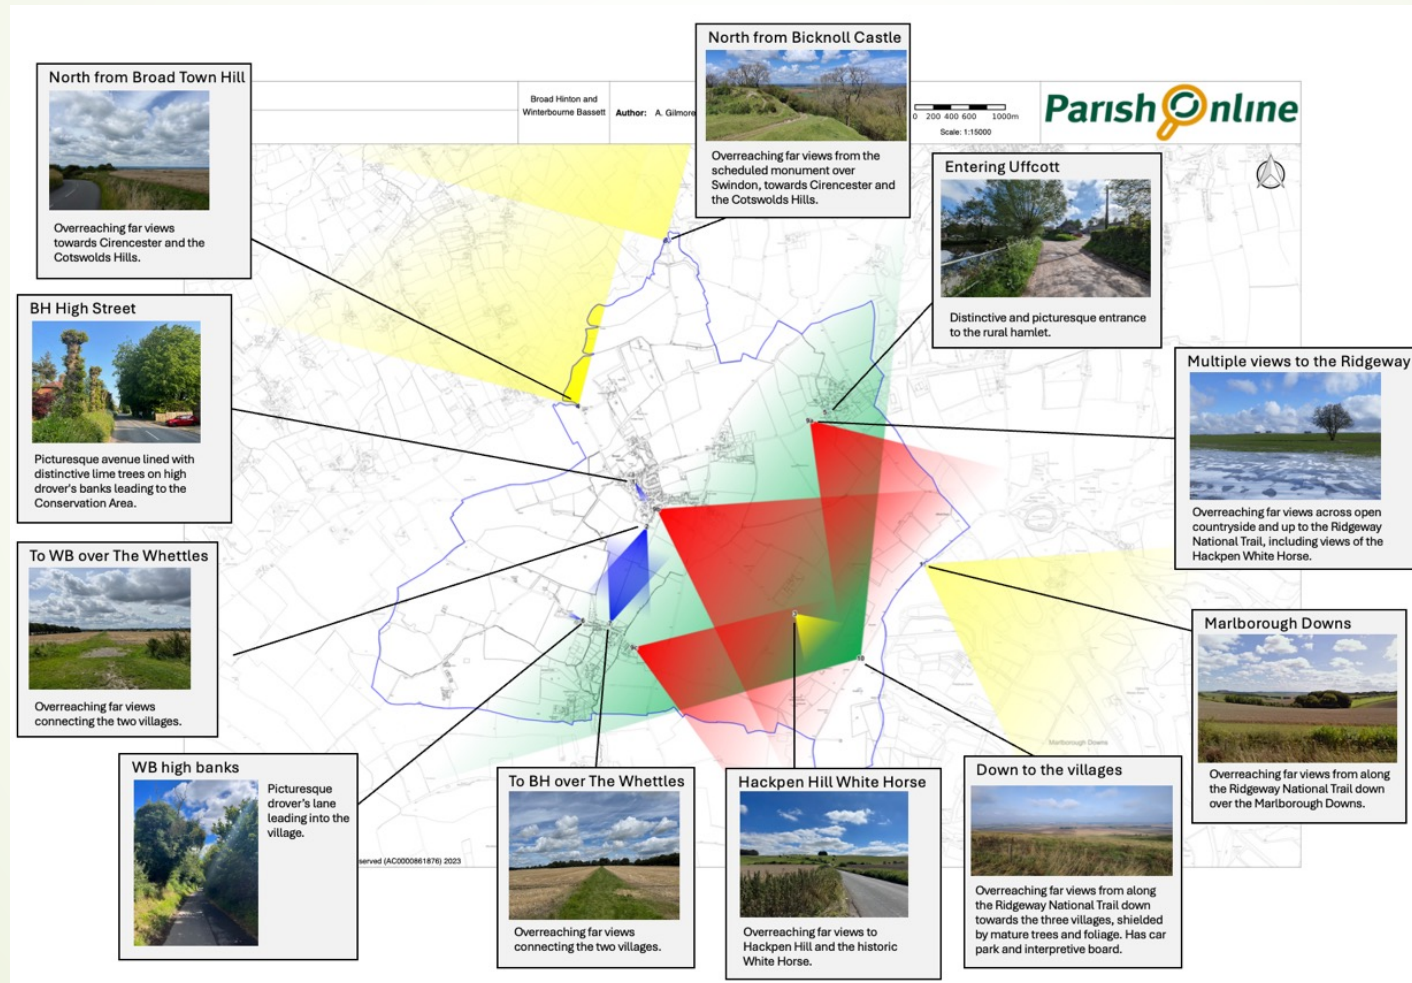 North from Bicknoll Castle
Overreaching far views from the
scheduled monument over
Swindon, towards Cirencester and
the Cotswolds Hills.
North from Broad Town Hill
Overreaching far views
towards Cirencester and the
Cotswolds Hills.
Broad Hinton and
Winterbourne Bassett
Author: A. Gilmore
0 200 400 600 1000m
Scale: 1:15000
Parish Online
Entering Uffcott
Distinctive and picturesque entrance
to the rural hamlet.
BH High Street
Picturesque avenue lined with
distinctive lime trees on high
drover's banks leading to the
Conservation Area.
Multiple views to the Ridgeway
Overreaching far views across open
countryside and up to the Ridgeway
National Trail, including views of the
Hackpen White Horse.
To WB over The Whettles
Overreaching far views
connecting the two villages.
Marlborough Downs
Overreaching far views from along
the Ridgeway National Trail down
over the Marlborough Downs.
Marlborough Downs
WB high banks
Picturesque
drover's lane
leading into the
village.
served (AC0000861876) 2023
To BH over The Whettles
Overreaching far views
connecting the two villages.
Hackpen Hill White Horse
Overreaching far views to
Hackpen Hill and the historic
White Horse.
Down to the villages
Overreaching far views from along
the Ridgeway National Trail down
towards the three villages, shielded
by mature trees and foliage. Has car
park and interpretive board.
10